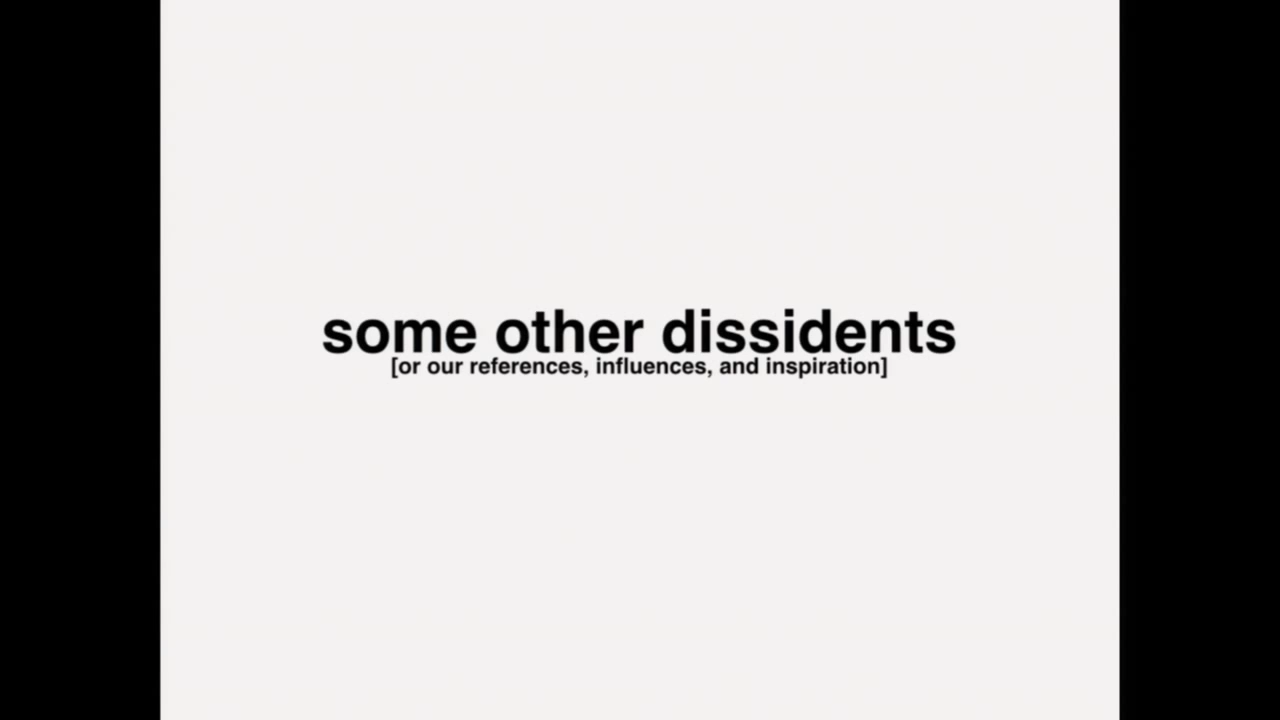 some other dissidents
[or our references, influences, and inspiration]